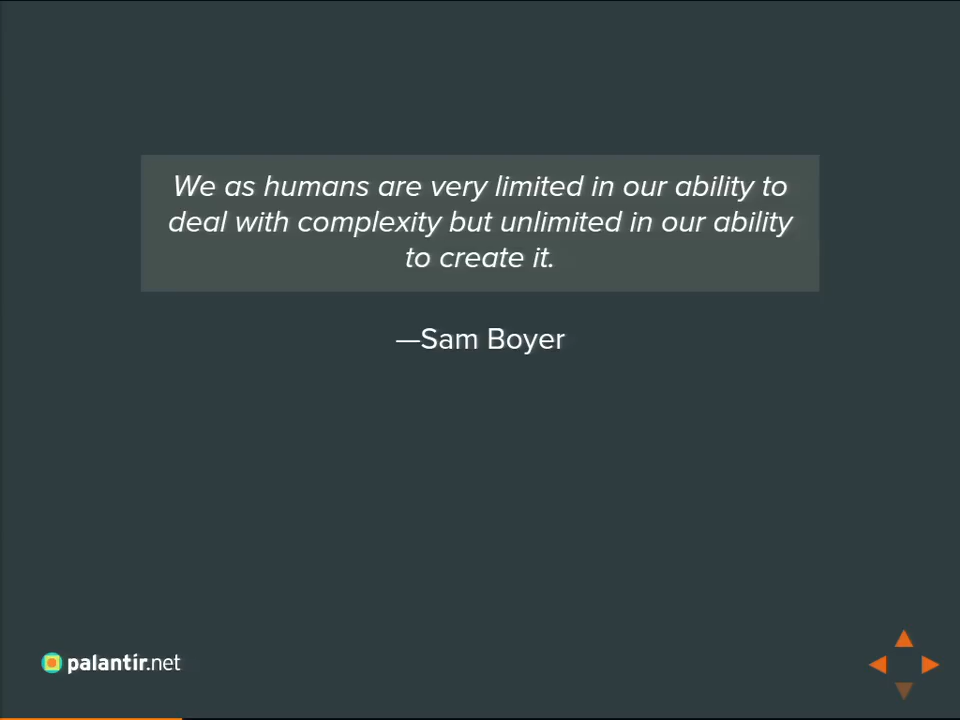 We as humans are very limited in our ability to
deal with complexity but unlimited in our ability
to create it.
—Sam Boyer
palantir.net